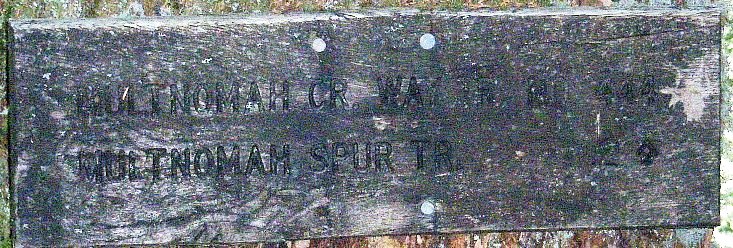 MULTNOMAH CR. WAY TR. NO. 444
MULTNOMAH SPUR TR.